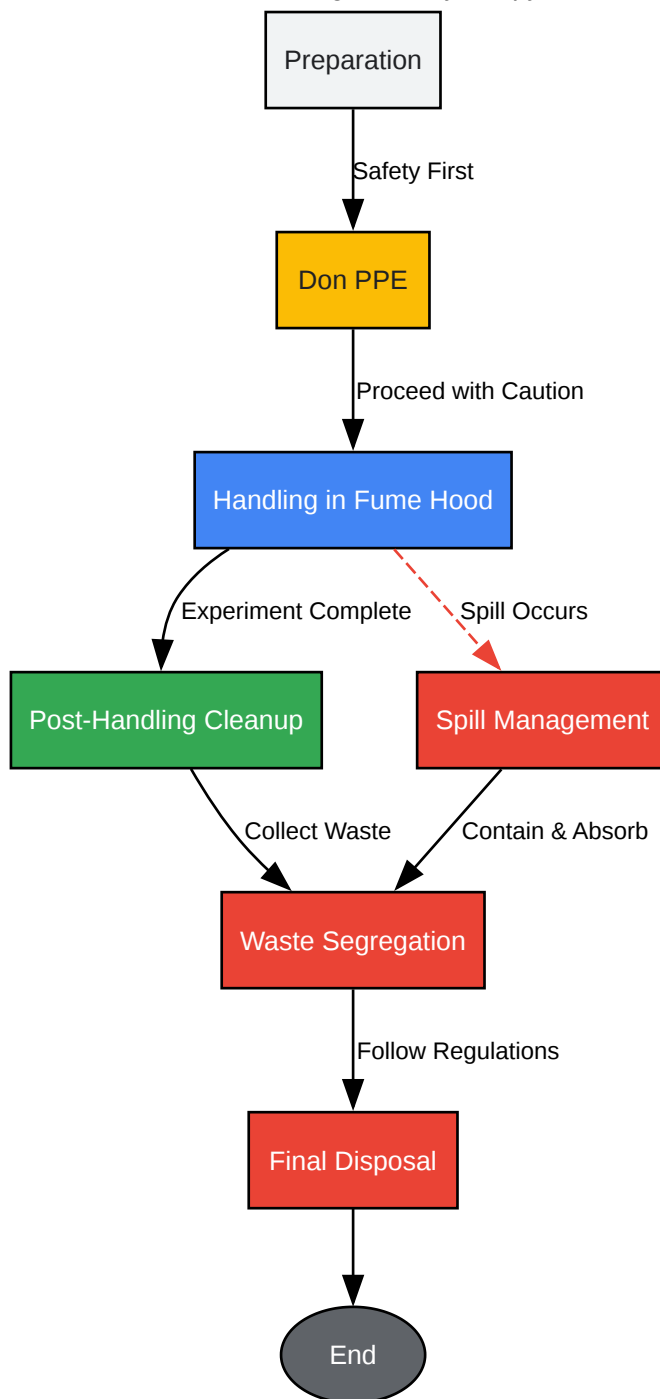 Preparation
Safety First
Don PPE
Proceed with Caution
Handling in Fume Hood
Experiment Complete
Spill Occurs
Post-Handling Cleanup
Spill Management
Collect Waste
Contain & Absorb
Waste Segregation
Follow Regulations
Final Disposal
End